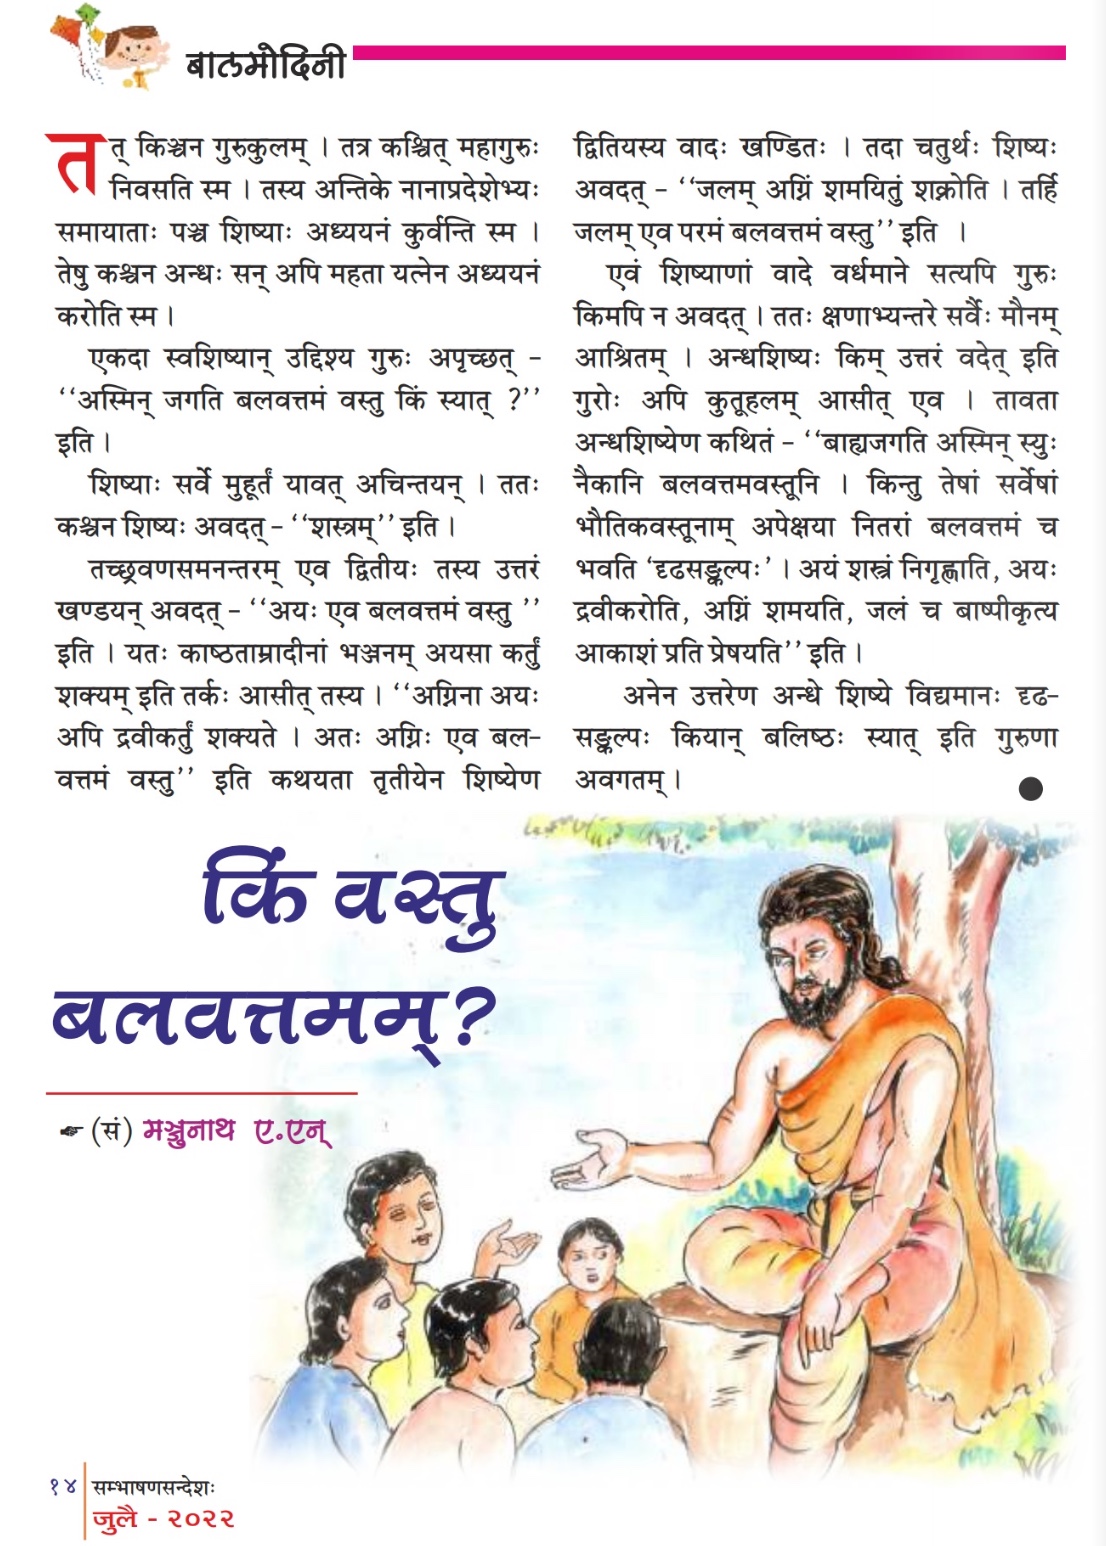 बालमोदिनी
तत् किञ्चन गुरुकुलम् । तत्र कश्चित् महागुरुः
निवसति स्म । तस्य अन्तिके नानाप्रदेशेभ्यः
समायाताः पञ्च शिष्याः अध्ययनं कुर्वन्ति स्म ।
तेषु कश्चन अन्धः सन् अपि महता यत्नेन अध्ययनं
करोति स्म ।
एकदा स्वशिष्यान् उद्दिश्य गुरुः अपृच्छत् –
‘‘अस्मिन् जगति बलवत्तमं वस्तु किं स्यात् ?’’
इति ।
शिष्याः सर्वे मुहूर्तं यावत् अचिन्तयन् । ततः
कश्चन शिष्यः अवदत् – ‘‘शस्त्रम्’’ इति ।
तच्छ्रवणसमनन्तरम् एव द्वितीयः तस्य उत्तरं
खण्डयन् अवदत् – ‘‘अयः एव बलवत्तमं वस्तु ’’
इति । यतः काष्ठताम्रादीनां भञ्जनम् अयसा कर्तुं
शक्यम् इति तर्कः आसीत् तस्य । ‘‘अग्निना अयः
अपि द्रवीकर्तुं शक्यते । अतः अग्निः एव बल–
वत्तमं वस्तु’’ इति कथयता तृतीयेन शिष्येण
द्वितियस्य वादः खण्डितः । तदा चतुर्थः शिष्यः
अवदत् – ‘‘जलम् अग्निं शमयितुं शक्नोति । तर्हि
जलम् एव परमं बलवत्तमं वस्तु’’ इति ।
एवं शिष्याणां वादे वर्धमाने सत्यपि गुरुः
किमपि न अवदत् । ततः क्षणाभ्यन्तरे सर्वैः मौनम्
आश्रितम् । अन्धशिष्यः किम् उत्तरं वदेत् इति
गुरोः अपि कुतूहलम् आसीत् एव । तावता
अन्धशिष्येण कथितं – ‘‘बाह्यजगति अस्मिन् स्युः
नैकानि बलवत्तमवस्तूनि । किन्तु तेषां सर्वेषां
भौतिकवस्तूनाम् अपेक्षया नितरां बलवत्तमं च
भवति ‘दृढसङ्कल्पः’ । अयं शस्त्रं निगृह्णाति, अयः
द्रवीकरोति, अग्निं शमयति, जलं च बाष्पीकृत्य
आकाशं प्रति प्रेषयति’’ इति ।
अनेन उत्तरेण अन्धे शिष्ये विद्यमानः दृढ–
सङ्कल्पः कियान् बलिष्ठः स्यात् इति गुरुणा
अवगतम् ।
किं वस्तु
बलवत्तमम्?
☛ (सं) मञ्जुनाथ ए.एन्
१४ सम्भाषणसन्देशः
जुलै - २०२२